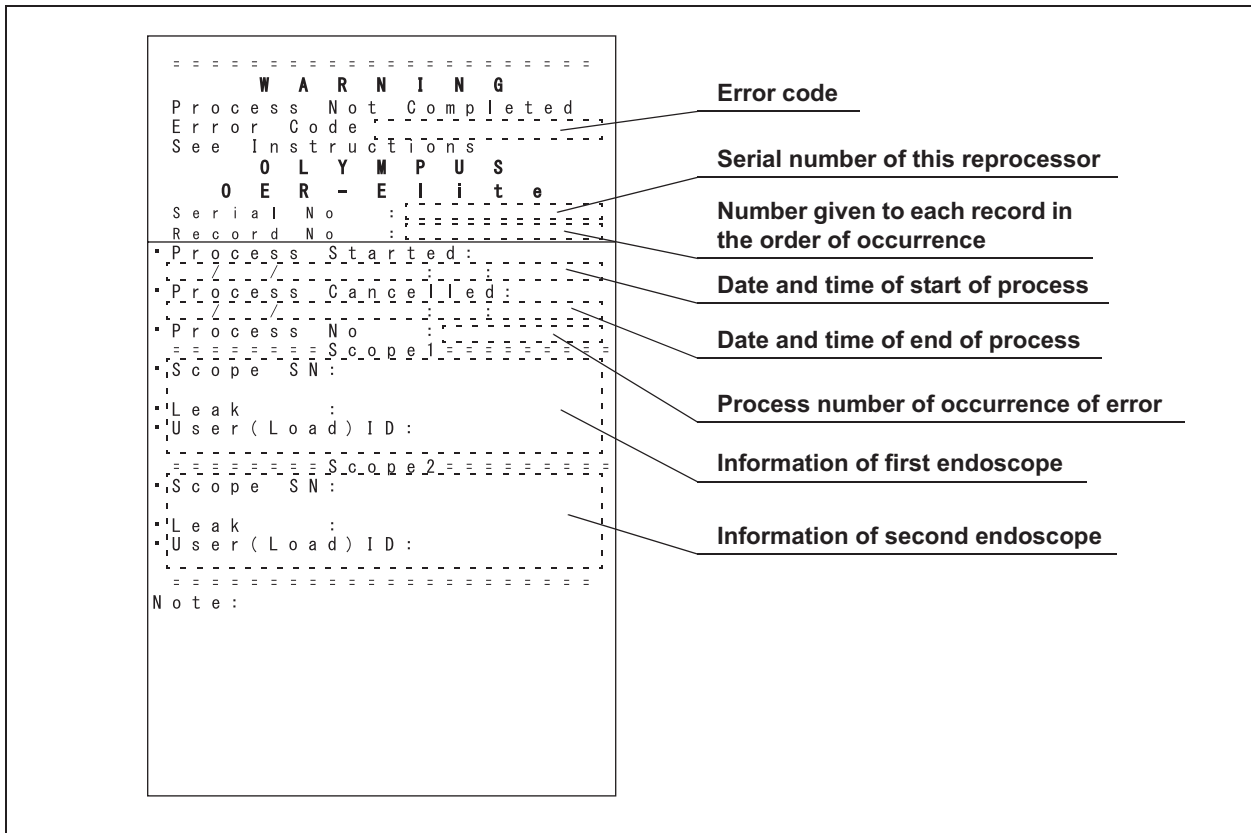 = = = = = = = = = = = = = = = = = = = = = =
WARNING
Process Not Completed
Error Code
See Instructions
OLYMPUS
OER-Elite
Serial No :
Record No :
Process Started:
/ / : :
Process Cancelled:
/ / : :
Process No :
= = = = = = = = Scope1 = = = = = = = = =
Scope SN:
Leak :
User(Load)ID:
= = = = = = = = Scope2 = = = = = = = = =
Scope SN:
Leak :
User(Load)ID:
= = = = = = = = = = = = = = = = = = = = = =
Note:
Error code
Serial number of this reprocessor
Number given to each record in
the order of occurrence
Date and time of start of process
Date and time of end of process
Process number of occurrence of error
Information of first endoscope
Information of second endoscope